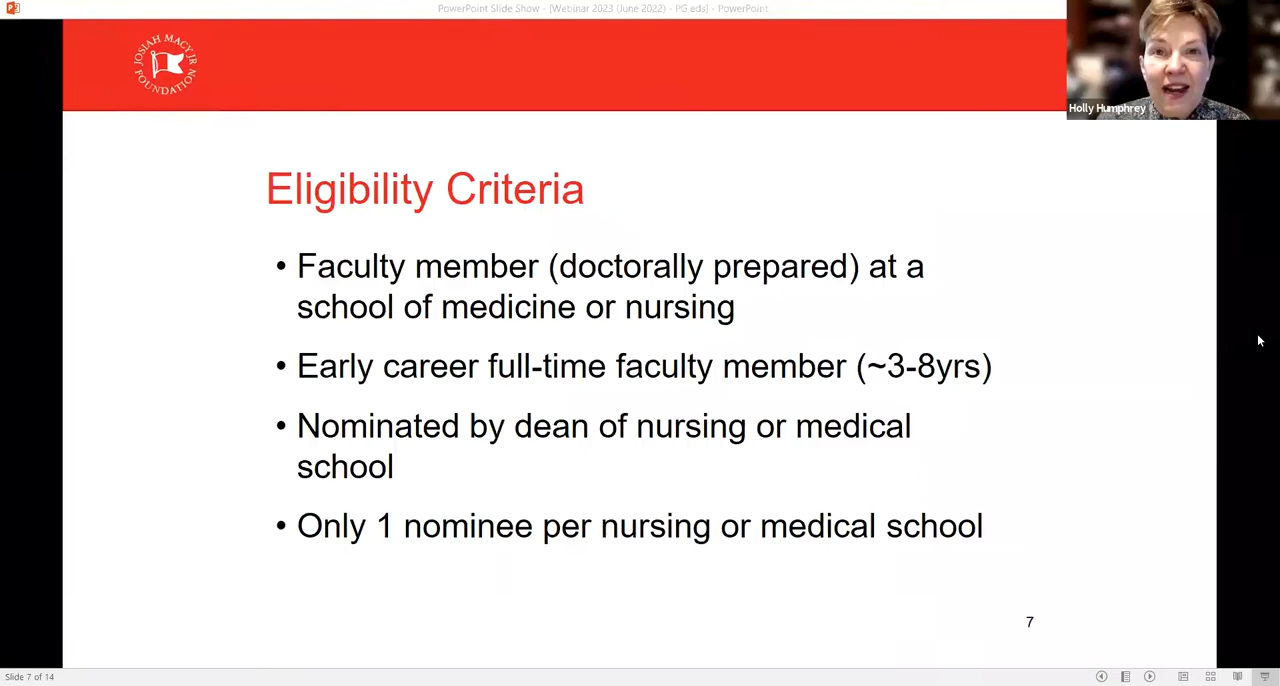 PowerPoint Slide Show - [Webinar 2023 (June 2022) - PG eds] - PowerPoint
JOSIAH MACY JR
FOUNDATION
Holly Humphrey
Eligibility Criteria
• Faculty member (doctorally prepared) at a
school of medicine or nursing
• Early career full-time faculty member (~3-8yrs)
• Nominated by dean of nursing or medical
school
• Only 1 nominee per nursing or medical school
7
Slide 7 of 14